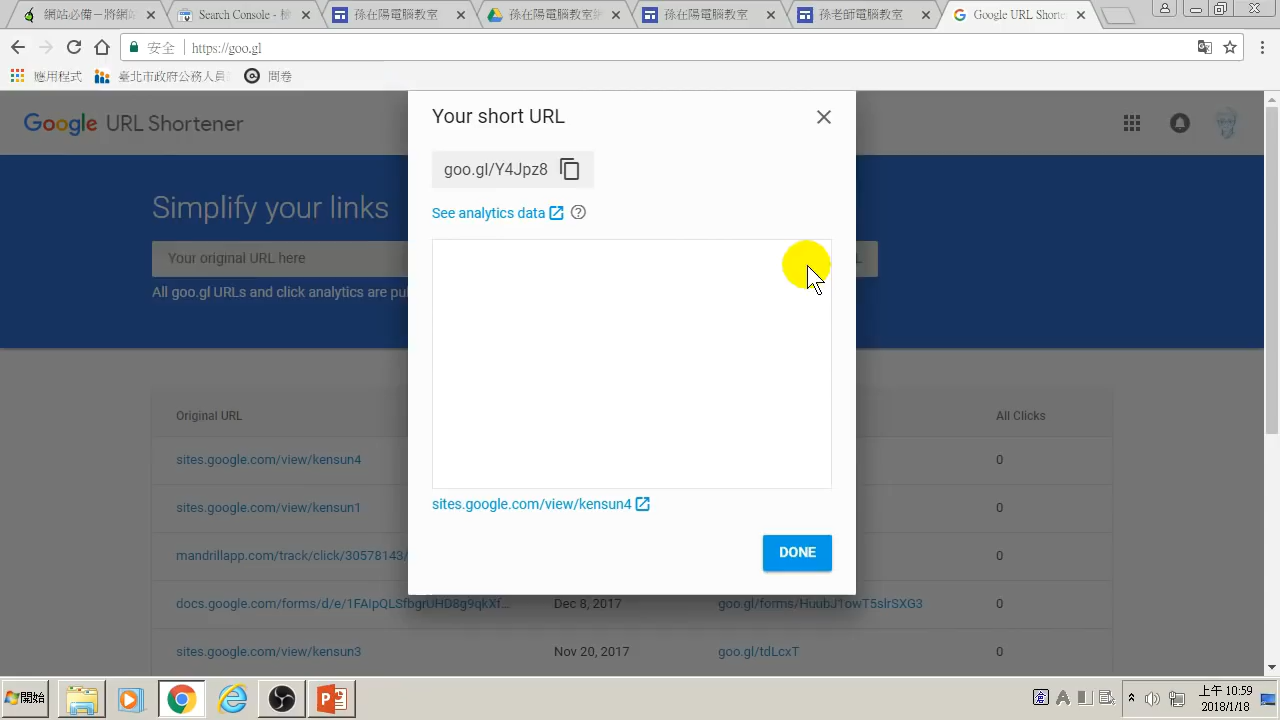 網站必備 – M
Search Console -
孫在陽電腦教室
孫在陽電腦教室
孫在陽電腦教室
孫老師電腦教室
Google URL Shorte
安全
https://goo.gl
應用程式
臺北市政府公務人員
問卷
Google URL Shortener
Your short URL
goo.gl/Y4Jpz8
See analytics data
Simplify your links
Your original URL here
All goo.gl URLs and click analytics are pu
Original URL
All Clicks
sites.google.com/view/kensun4
0
sites.google.com/view/kensun1
0
sites.google.com/view/kensun4
mandrillapp.com/track/click/30578143/
0
DONE
docs.google.com/forms/d/e/1FAIpQLSfbgrUHD8g9qkXf...
Dec 8, 2017
goo.gl/forms/HuubJ1owT5slrSXG3
0
sites.google.com/view/kensun3
Nov 20, 2017
goo.gl/tdLcxT
0
開始
上午 10:59
2018/1/18